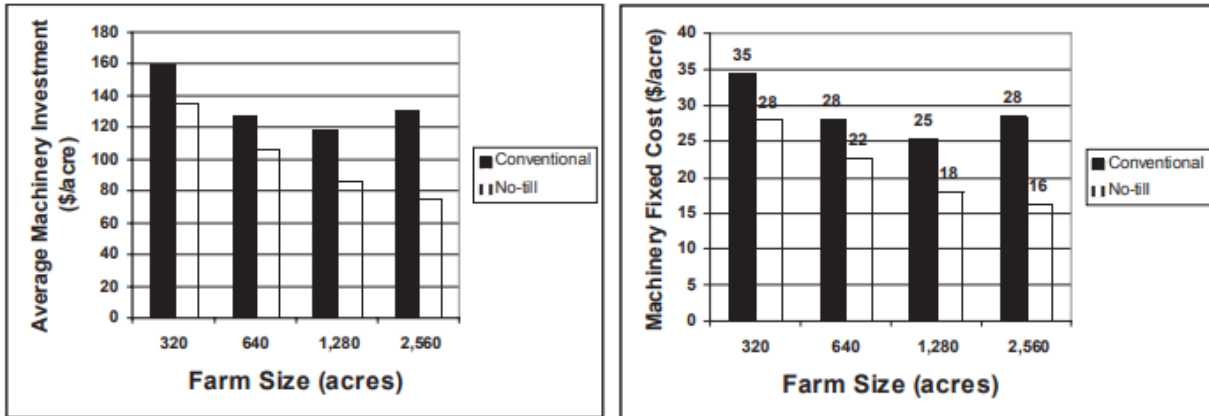 Average Machinery Investment
($/acre)
180
160
140
120
100
80
60
40
20
0
320 640 1,280 2,560
Farm Size (acres)
Conventional
No-till
Machinery Fixed Cost ($/acre)
40
35
30
25
20
15
10
5
0
35
28
28
22
25
18
28
16
320 640 1,280 2,560
Farm Size (acres)
Conventional
No-till